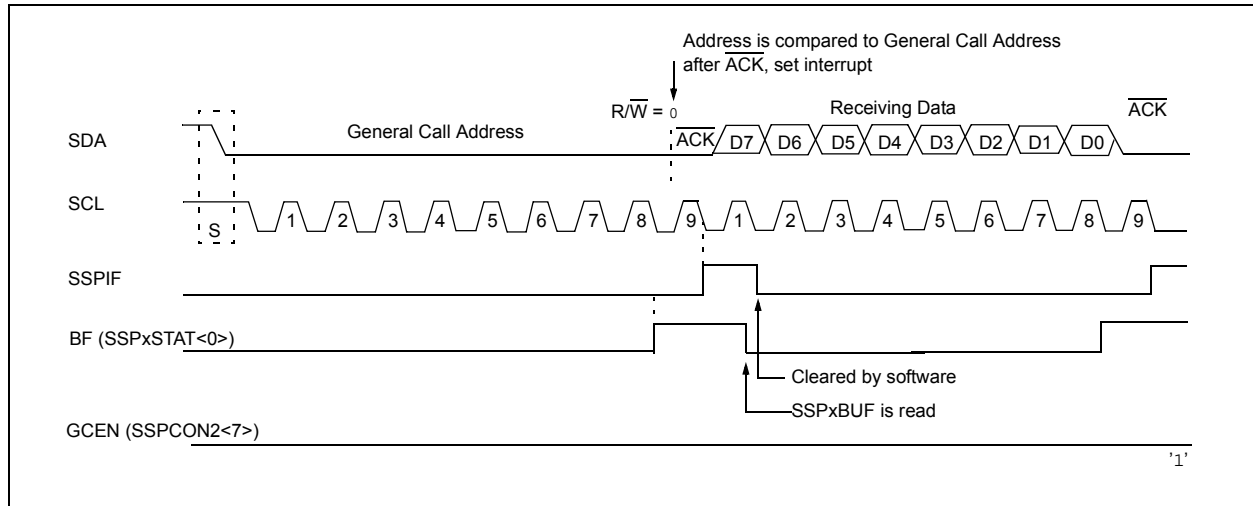 Address is compared to General Call Address
after ACK, set interrupt
R/W = 0
Receiving Data
ACK
SDA
General Call Address
ACK D7 D6 D5 D4 D3 D2 D1 D0
SCL
S
1 2 3 4 5 6 7 8 9 1 2 3 4 5 6 7 8 9
SSPIF
BF (SSPxSTAT<0>)
Cleared by software
SSPxBUF is read
GCEN (SSPCON2<7>)
'1'